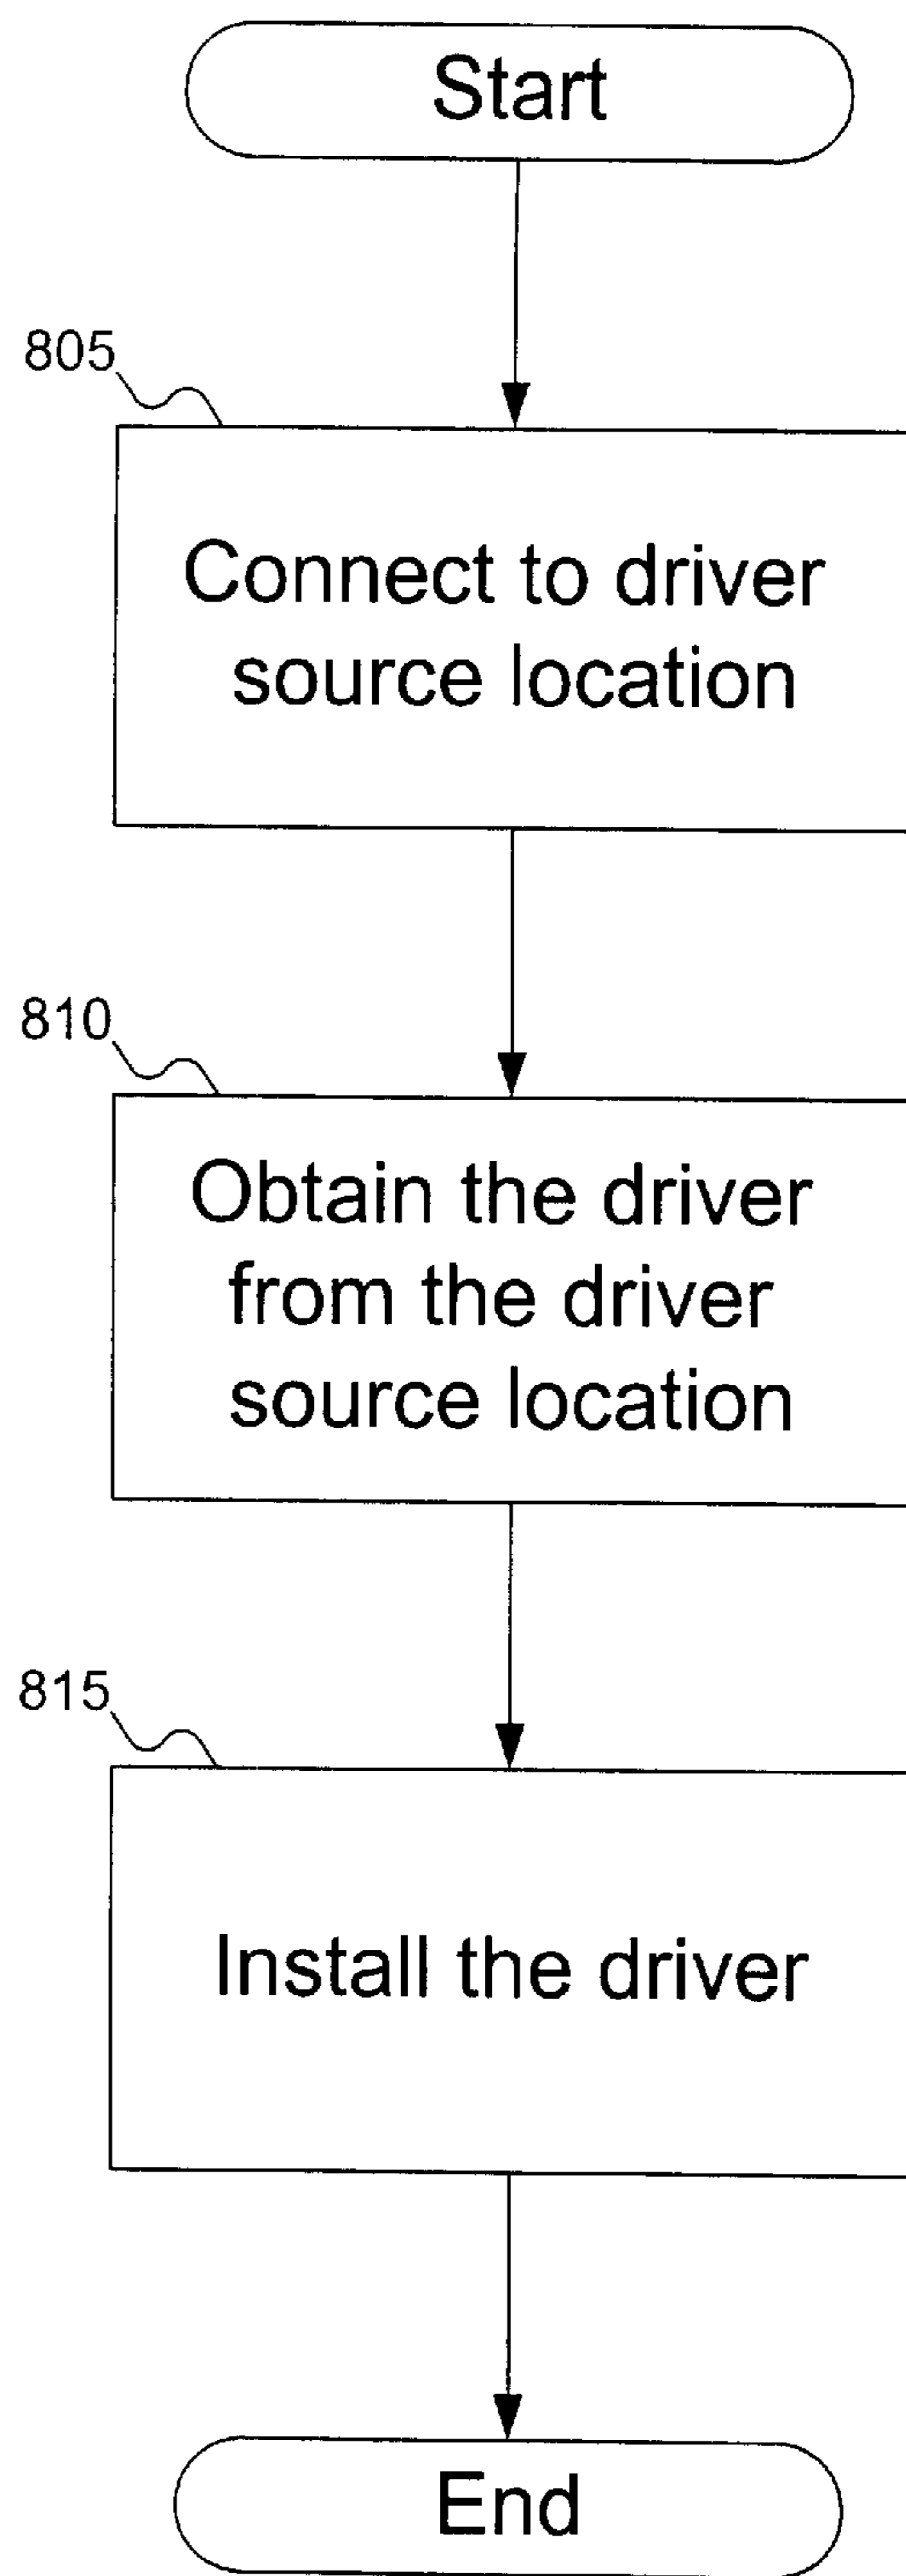 Start
805
Connect to driver
source location
810
Obtain the driver
from the driver
source location
815
Install the driver
End